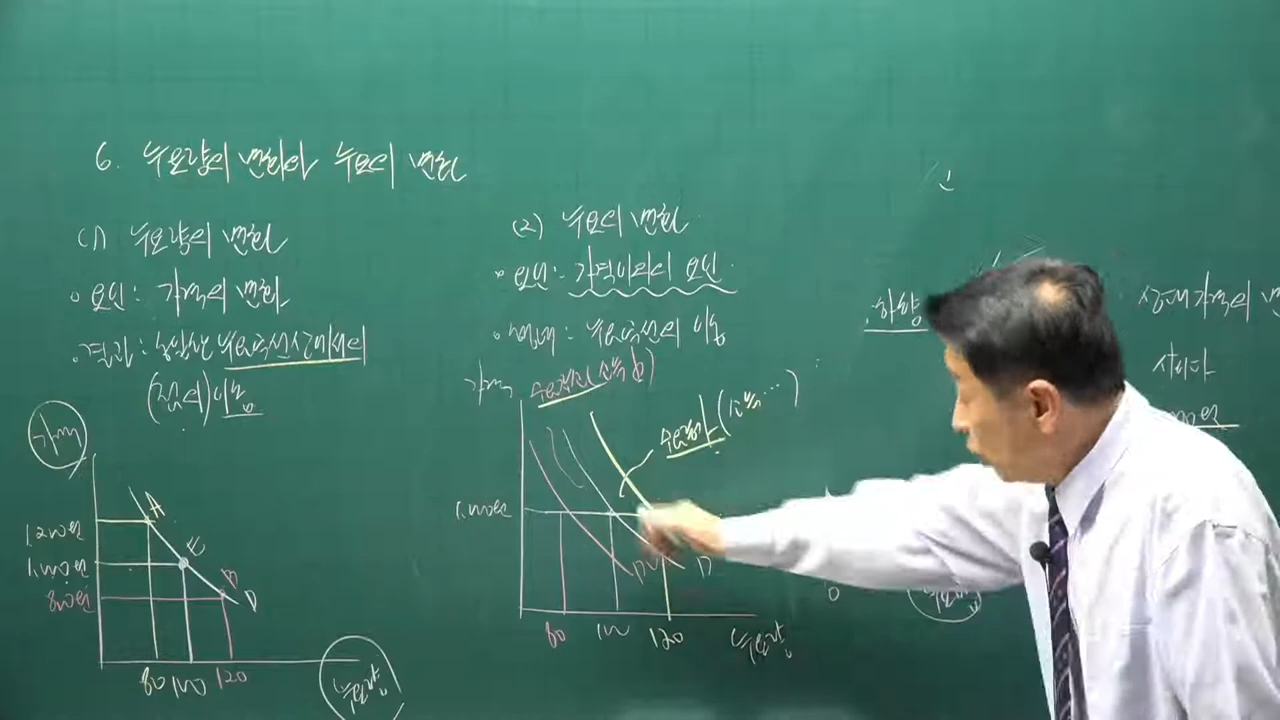 6. 수요량의 변화와 수요의 변화
(1) 수요량의 변화
요인: 가격의 변화
결과: 동일한 수요곡선상에서의
(점의) 이동
가격
1,200원
1,000원
800원
A
E
B
D
80 100 120
수요량
(2) 수요의 변화
요인: 가격이외의 요인
형태: 수요곡선의 이동
가격
수요감소(소득
수요증가(소득…)
1,000원
D
80 100 120
수요량
하향
상대가격의 변
0